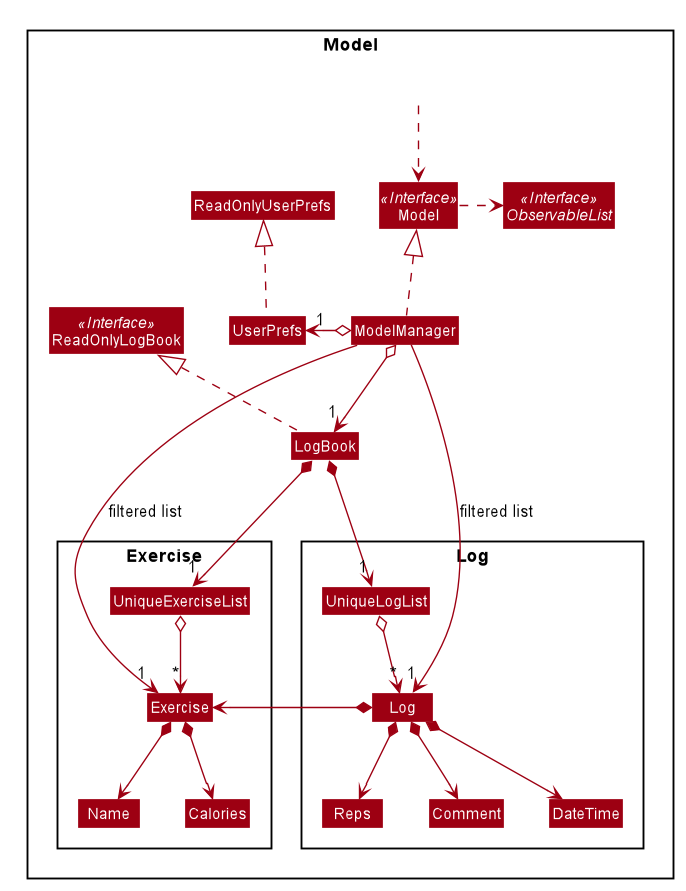 Model
«Interface»
Model
«Interface»
ObservableList
ReadOnlyUserPrefs
UserPrefs
1
ModelManager
«Interface»
ReadOnlyLogBook
1
LogBook
filtered list
filtered list
Exercise
Log
1
1
UniqueExerciseList
UniqueLogList
1
*
*
1
Exercise
Log
Name
Calories
Reps
Comment
DateTime